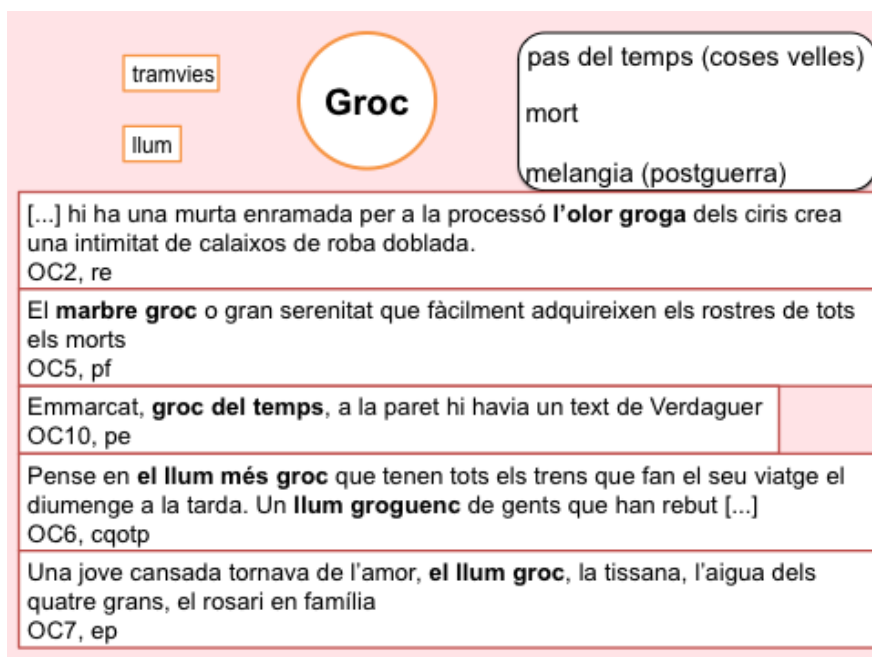 tramvies
llum
Groc
pas del temps (coses velles)
mort
melangia (postguerra)
[...] hi ha una murta enramada per a la processó l'olor groga dels ciris crea
una intimitat de calaixos de roba doblada.
OC2, re
El marbre groc o gran serenitat que fàcilment adquireixen els rostres de tots
els morts
OC5, pf
Emmarcat, groc del temps, a la paret hi havia un text de Verdaguer
OC10, pe
Pense en el llum més groc que tenen tots els trens que fan el seu viatge el
diumenge a la tarda. Un llum groguenc de gents que han rebut [...]
OC6, cqotp
Una jove cansada tornava de l'amor, el llum groc, la tissana, l'aigua dels
quatre grans, el rosari en família
OC7, ep